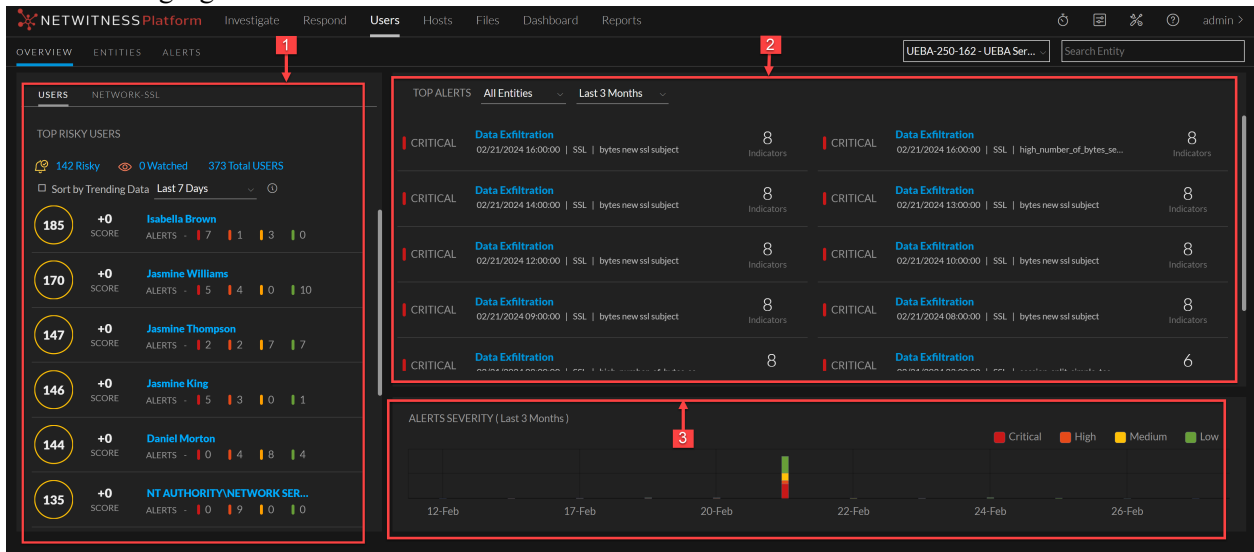 NETWITNESS Platform Investigate Respond Users Hosts Files Dashboard Reports admin >
OVERVIEW ENTITIES ALERTS UEBA-250-162 - UEBA Ser... Search Entity
1
2
USERS NETWORK-SSL
TOP RISKY USERS
142 Risky 0 Watched 373 Total USERS
Sort by Trending Data Last 7 Days
185 +0 SCORE Isabella Brown
ALERTS - 7 1 3 0
170 +0 SCORE Jasmine Williams
ALERTS - 5 4 0 10
147 +0 SCORE Jasmine Thompson
ALERTS - 2 2 7 7
146 +0 SCORE Jasmine King
ALERTS - 5 3 0 1
144 +0 SCORE Daniel Morton
ALERTS - 0 4 8 4
135 +0 SCORE NT AUTHORITY\NETWORK SER...
ALERTS - 0 9 0 0
TOP ALERTS All Entities Last 3 Months
CRITICAL Data Exfiltration 8 Indicators
02/21/2024 16:00:00 | SSL | bytes new ssl subject
CRITICAL Data Exfiltration 8 Indicators
02/21/2024 16:00:00 | SSL | high_number_of_bytes_se...
CRITICAL Data Exfiltration 8 Indicators
02/21/2024 14:00:00 | SSL | bytes new ssl subject
CRITICAL Data Exfiltration 8 Indicators
02/21/2024 13:00:00 | SSL | bytes new ssl subject
CRITICAL Data Exfiltration 8 Indicators
02/21/2024 12:00:00 | SSL | bytes new ssl subject
CRITICAL Data Exfiltration 8 Indicators
02/21/2024 10:00:00 | SSL | bytes new ssl subject
CRITICAL Data Exfiltration 8 Indicators
02/21/2024 09:00:00 | SSL | bytes new ssl subject
CRITICAL Data Exfiltration 8 Indicators
02/21/2024 08:00:00 | SSL | bytes new ssl subject
CRITICAL Data Exfiltration 8
CRITICAL Data Exfiltration 6
ALERTS SEVERITY ( Last 3 Months )
3
Critical High Medium Low
12-Feb 17-Feb 20-Feb 22-Feb 24-Feb 26-Feb